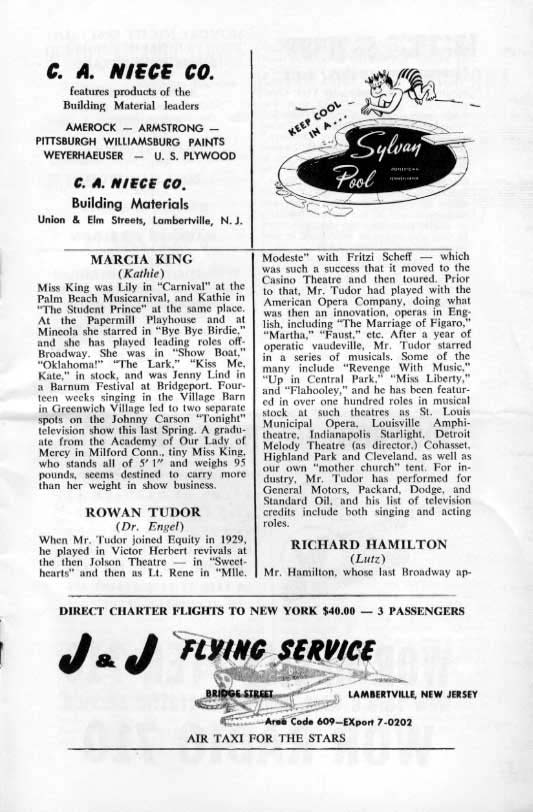 C. A. NIECE CO.
features products of the
Building Material leaders
AMEROCK — ARMSTRONG —
PITTSBURGH WILLIAMSBURG PAINTS
WEYERHAEUSER — U. S. PLYWOOD
C. A. NIECE CO.
Building Materials
Union & Elm Streets, Lambertville, N. J.
KEEP COOL
IN A...
Sylvan
Pool
MARCIA KING
(Kathie)
Miss King was Lily in “Carnival” at the
Palm Beach Musicarnival, and Kathie in
“The Student Prince” at the same place.
At the Papermill Playhouse and at
Mineola she starred in “Bye Bye Birdie,”
and she has played leading roles off-
Broadway. She was in “Show Boat,”
“Oklahoma!” “The Lark,” “Kiss Me,
Kate,” in stock, and was Jenny Lind in
a Barnum Festival at Bridgeport. Four-
teen weeks singing in the Village Barn
in Greenwich Village led to two separate
spots on the Johnny Carson “Tonight”
television show this last Spring. A gradu-
ate from the Academy of Our Lady of
Mercy in Milford Conn., tiny Miss King,
who stands all of 5' 1" and weighs 95
pounds, seems destined to carry more
than her weight in show business.
ROWAN TUDOR
(Dr. Engel)
When Mr. Tudor joined Equity in 1929,
he played in Victor Herbert revivals at
the then Jolson Theatre — in “Sweet-
hearts” and then as Lt. Rene in “Mlle.
Modeste” with Fritzi Scheff — which
was such a success that it moved to the
Casino Theatre and then toured. Prior
to that, Mr. Tudor had played with the
American Opera Company, doing what
was then an innovation, operas in Eng-
lish, including “The Marriage of Figaro,”
“Martha,” “Faust,” etc. After a year of
operatic vaudeville, Mr. Tudor starred
in a series of musicals. Some of the
many include “Revenge With Music,”
“Up in Central Park,” “Miss Liberty,”
and “Flahooley,” and he has been featur-
ed in over one hundred roles in musical
stock at such theatres as St. Louis
Municipal Opera, Louisville Amphi-
theatre, Indianapolis Starlight, Detroit
Melody Theatre (as director.) Cohasset,
Highland Park and Cleveland, as well as
our own “mother church” tent. For in-
dustry, Mr. Tudor has performed for
General Motors, Packard, Dodge, and
Standard Oil, and his list of television
credits include both singing and acting
roles.
RICHARD HAMILTON
(Lutz)
Mr. Hamilton, whose last Broadway ap-
DIRECT CHARTER FLIGHTS TO NEW YORK $40.00 — 3 PASSENGERS
J & J FLYING SERVICE
BRIDGE STREET LAMBERTVILLE, NEW JERSEY
Area Code 609—EXport 7-0202
AIR TAXI FOR THE STARS